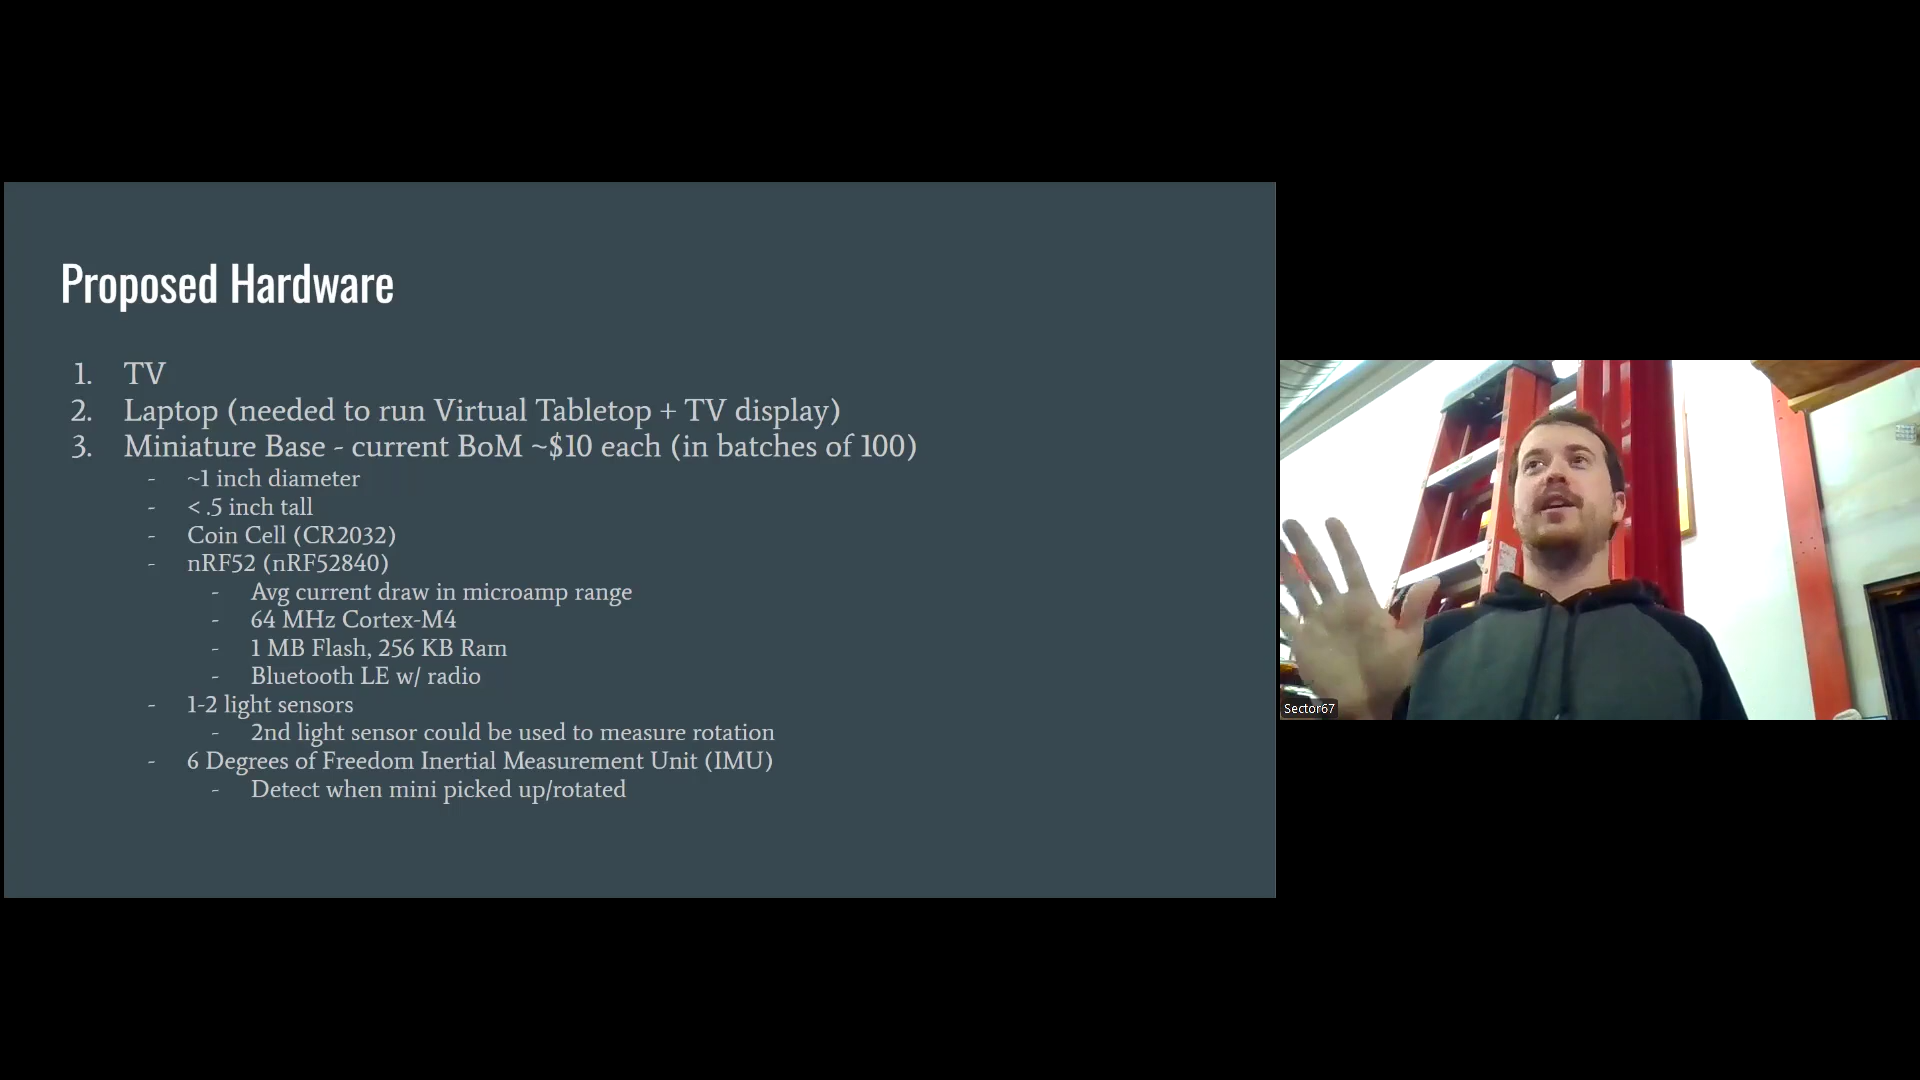 Proposed Hardware
1. TV
2. Laptop (needed to run Virtual Tabletop + TV display)
3. Miniature Base - current BoM ~$10 each (in batches of 100)
- ~1 inch diameter
- < .5 inch tall
- Coin Cell (CR2032)
- nRF52 (nRF52840)
- Avg current draw in microamp range
- 64 MHz Cortex-M4
- 1 MB Flash, 256 KB Ram
- Bluetooth LE w/ radio
- 1-2 light sensors
- 2nd light sensor could be used to measure rotation
- 6 Degrees of Freedom Inertial Measurement Unit (IMU)
- Detect when mini picked up/rotated
Sector67